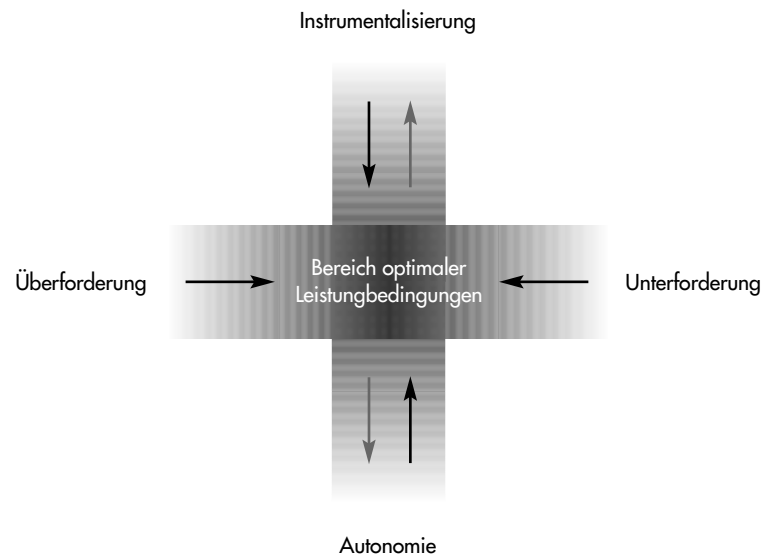 Instrumentalisierung
Überforderung
Bereich optimaler
Leistungbedingungen
Unterforderung
Autonomie